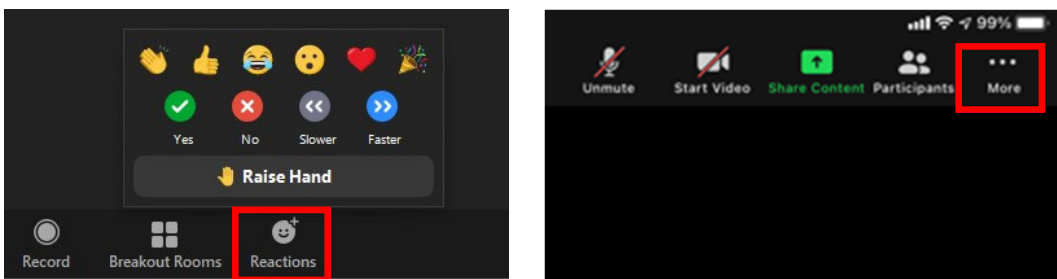 Yes No Slower Faster
Raise Hand
Record Breakout Rooms Reactions
99%
Unmute Start Video Share Content Participants More